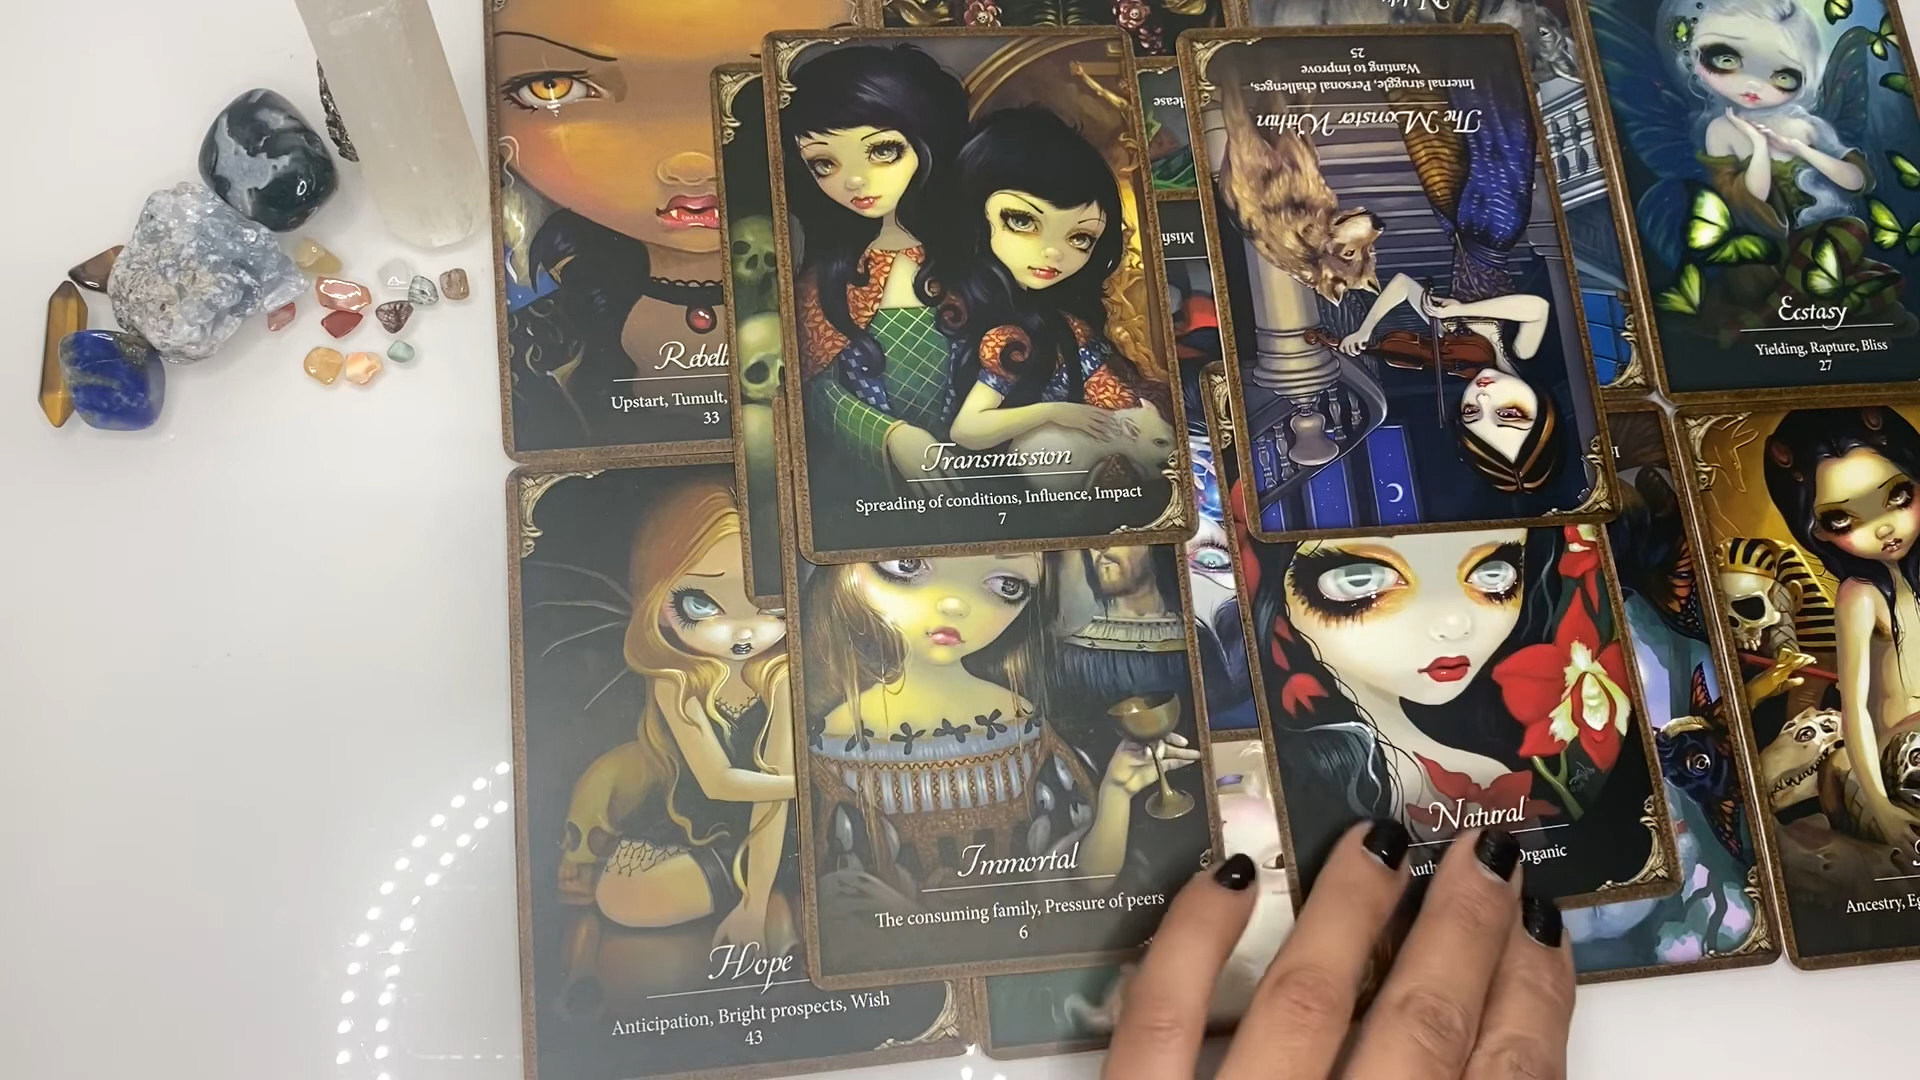 Upstart, Tumult,
33
Transmission
Spreading of conditions, Influence, Impact
7
The Monster Within
Internal struggle, Personal challenges,
Wanting to improve
25
Ecstasy
Yielding, Rapture, Bliss
27
Hope
Anticipation, Bright prospects, Wish
43
Immortal
The consuming family, Pressure of peers
6
Natural
Organic
Ancestry,